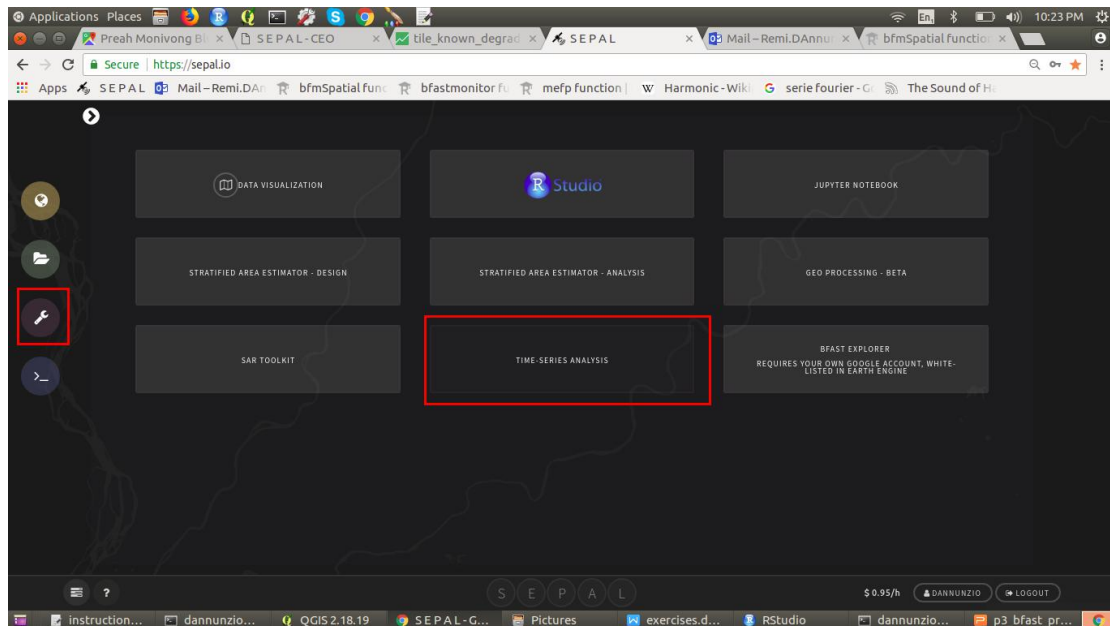 Applications Places En 10:23 PM
Preah Monivong Bl × SEPAL-CEO × tile_known_degrad × SEPAL × Mail – Remi.DAnnu × bfmSpatial function ×
Secure | https://sepal.io
Apps SEPAL Mail – Remi.DAn bfmSpatial func bfastmonitor fu mefp function | W Harmonic - Wiki G serie fourier - Go The Sound of H
DATA VISUALIZATION
R Studio
JUPYTER NOTEBOOK
STRATIFIED AREA ESTIMATOR - DESIGN
STRATIFIED AREA ESTIMATOR - ANALYSIS
GEO PROCESSING - BETA
SAR TOOLKIT
TIME-SERIES ANALYSIS
BFAST EXPLORER
REQUIRES YOUR OWN GOOGLE ACCOUNT, WHITE-
LISTED IN EARTH ENGINE
>_
? S E P A L $ 0.95/h DANNUNZIO LOGOUT
instruction... dannunzio... QGIS 2.18.19 SEPAL-G... Pictures exercises.d... RStudio dannunzio... p3 bfast pr...